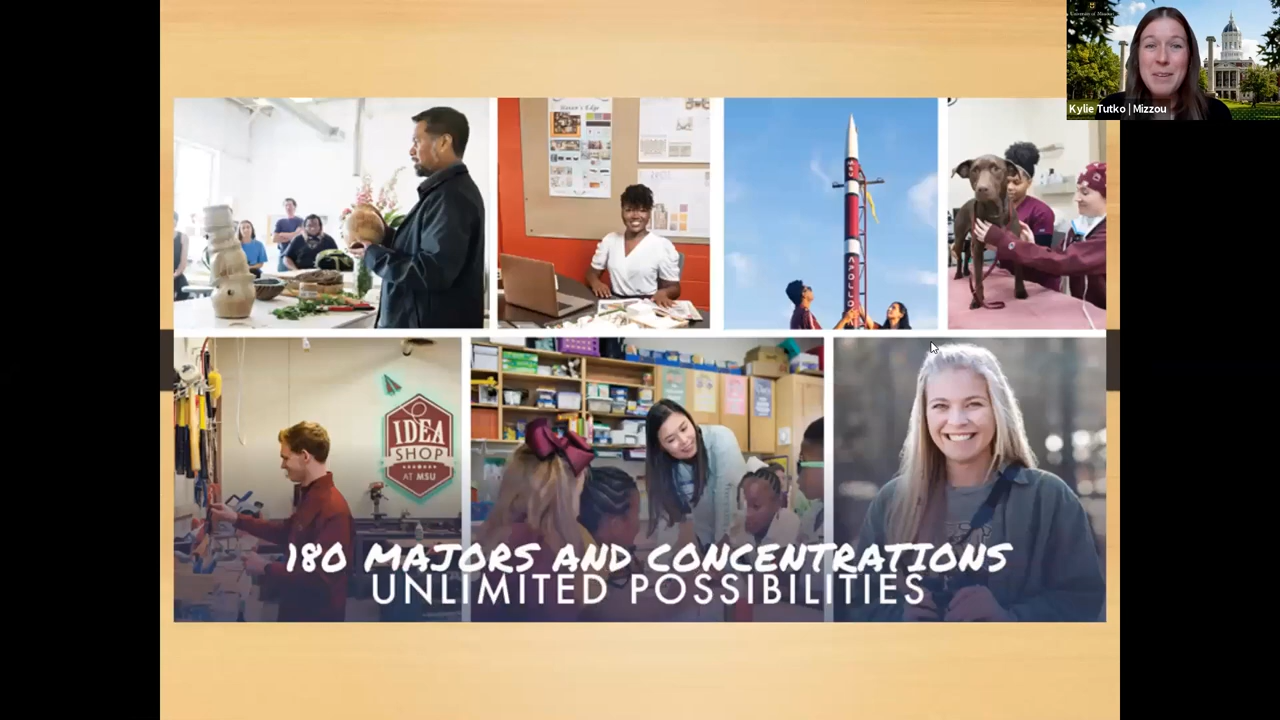 Kylie Tutko | Mizzou
APOLLO
IDEA
SHOP
AT MSU
180 MAJORS AND CONCENTRATIONS
UNLIMITED POSSIBILITIES